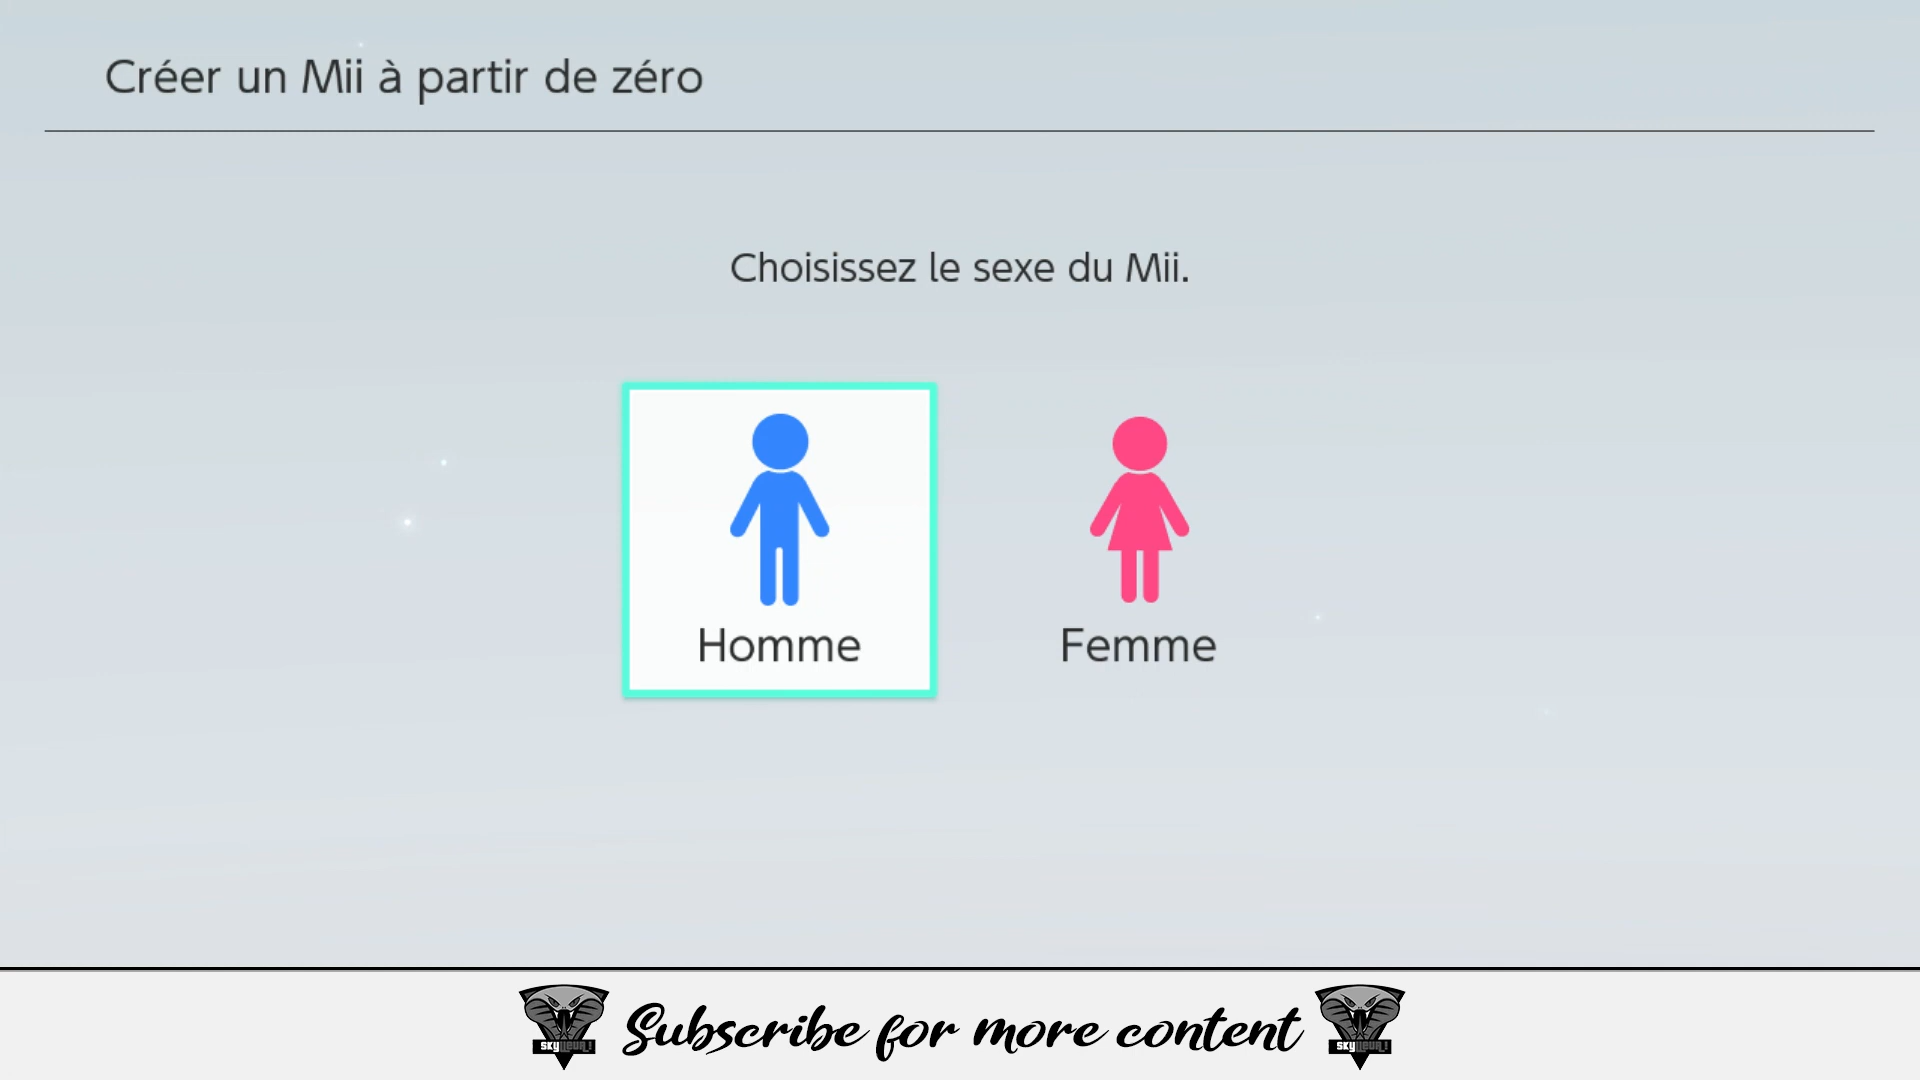 Créer un Mii à partir de zéro
Choisissez le sexe du Mii.
Homme
Femme
Subscribe for more content